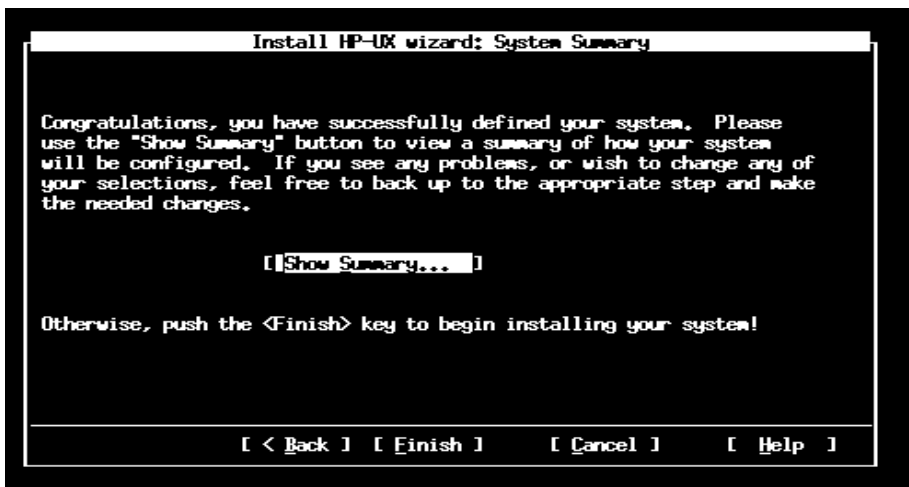 Install HP-UX wizard: System Summary
Congratulations, you have successfully defined your system. Please
use the "Show Summary" button to view a summary of how your system
will be configured. If you see any problems, or wish to change any of
your selections, feel free to back up to the appropriate step and make
the needed changes.
[ Show Summary... ]
Otherwise, push the <Finish> key to begin installing your system!
[ < Back ] [ Finish ] [ Cancel ] [ Help ]